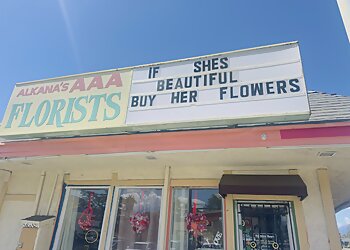 ALKANA'S AAA
FLORISTS
IF SHES
BEAUTIFUL
BUY HER FLOWERS